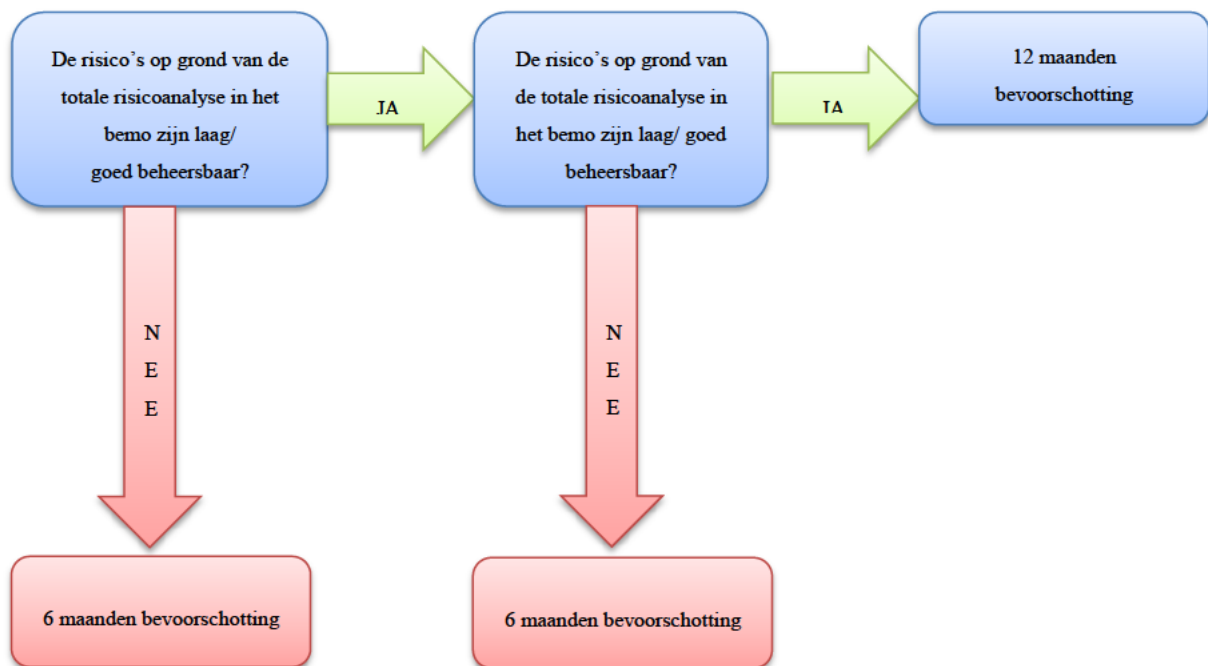 De risico’s op grond van de
totale risicoanalyse in het
bemo zijn laag/
goed beheersbaar?
JA
De risico’s op grond van
de totale risicoanalyse in
het bemo zijn laag/ goed
beheersbaar?
JA
12 maanden
bevoorschotting
N
E
E
N
E
E
6 maanden bevoorschotting
6 maanden bevoorschotting